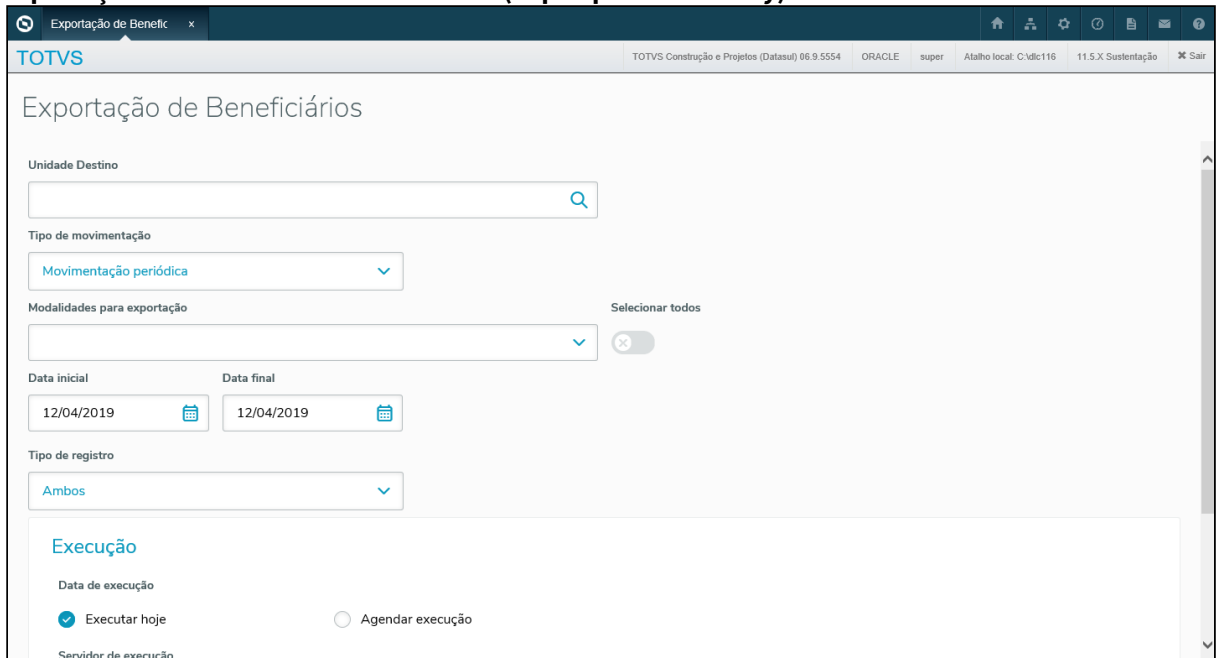 Exportação de Benefic x
TOTVS
TOTVS Construção e Projetos (Datasul) 06.9.5554 ORACLE super Atalho local: C:\dlc116 11.5.X Sustentação ✖ Sair
Exportação de Beneficiários
Unidade Destino
Tipo de movimentação
Movimentação periódica
Modalidades para exportação Selecionar todos
Data inicial Data final
12/04/2019 12/04/2019
Tipo de registro
Ambos
Execução
Data de execução
Executar hoje Agendar execução
Servidor de execução